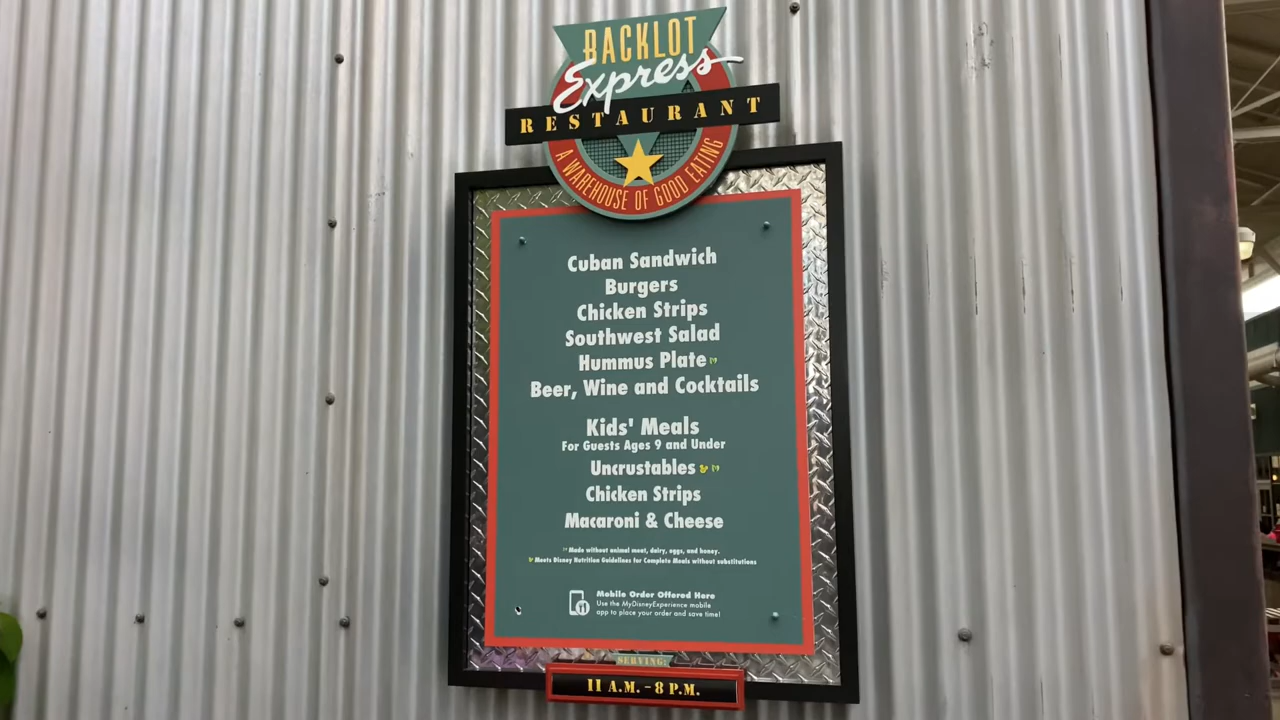 BACKLOT
Express
RESTAURANT
A WAREHOUSE OF GOOD EATING
Cuban Sandwich
Burgers
Chicken Strips
Southwest Salad
Hummus Plate
Beer, Wine and Cocktails
Kids' Meals
For Guests Ages 9 and Under
Uncrustables
Chicken Strips
Macaroni & Cheese
Made without animal meat, dairy, eggs, and honey.
Meets Disney Nutrition Guidelines for Complete Meals without substitutions
Mobile Order Offered Here
Use the MyDisneyExperience mobile
app to place your order and save time!
SERVING:
11 A.M. - 8 P.M.